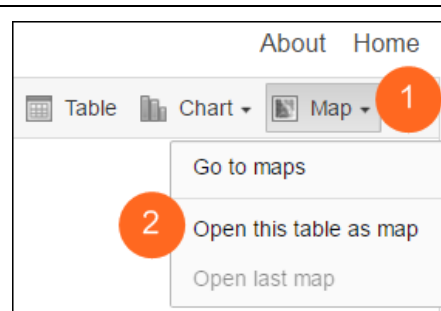 About Home
Table Chart Map 1
Go to maps
2 Open this table as map
Open last map